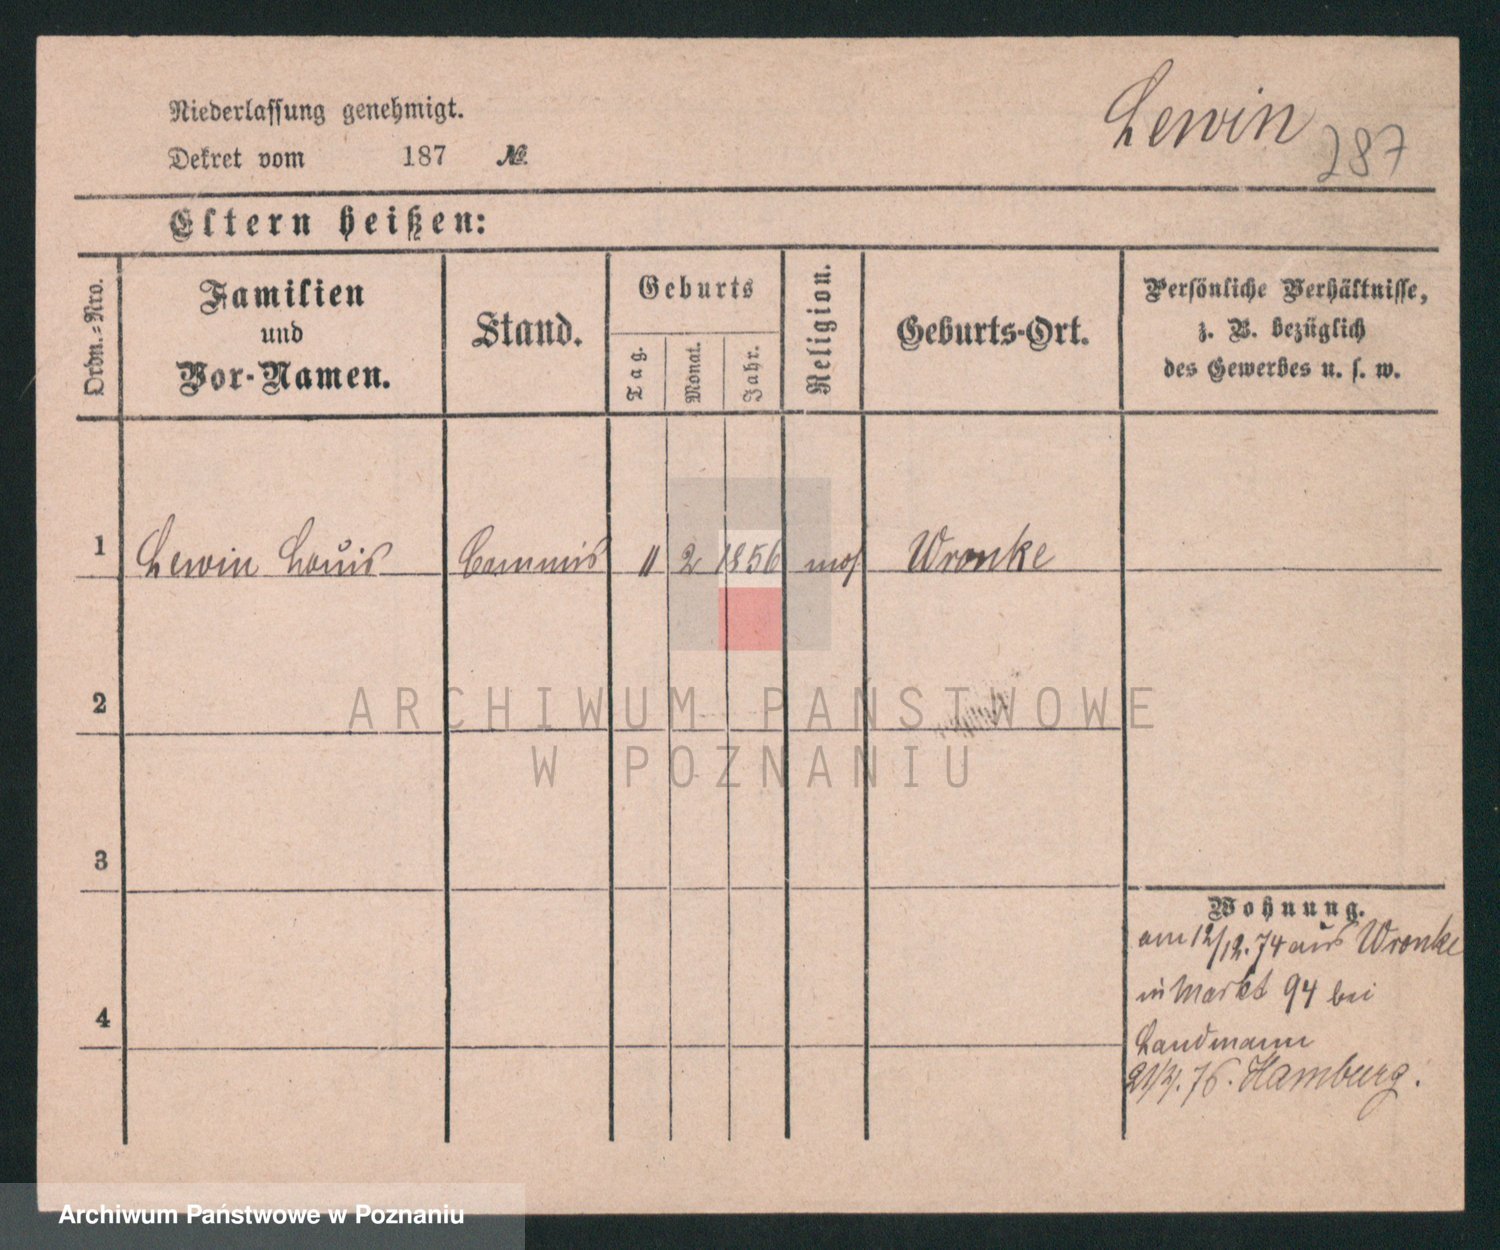 Niederlassung genehmigt.
Lewin
Dekret vom 187 №
287
Eltern heißen:
Ordn.-Nro.
Familien
und
Vor-Namen.
Stand.
Geburts
Tag.
Monat.
Jahr.
Religion.
Geburts-Ort.
Persönliche Verhältnisse,
z. B. bezüglich
des Gewerbes u. s. w.
1 Lewin Louis Commis 11 2 1856 mos Wronke
2
ARCHIWUM PAŃSTWOWE
W POZNANIU
3
Wohnung.
am 12/12. 74 aus Wronke
in Markt 94 bei
Landmann
4
76. Hamburg.
Archiwum Państwowe w Poznaniu